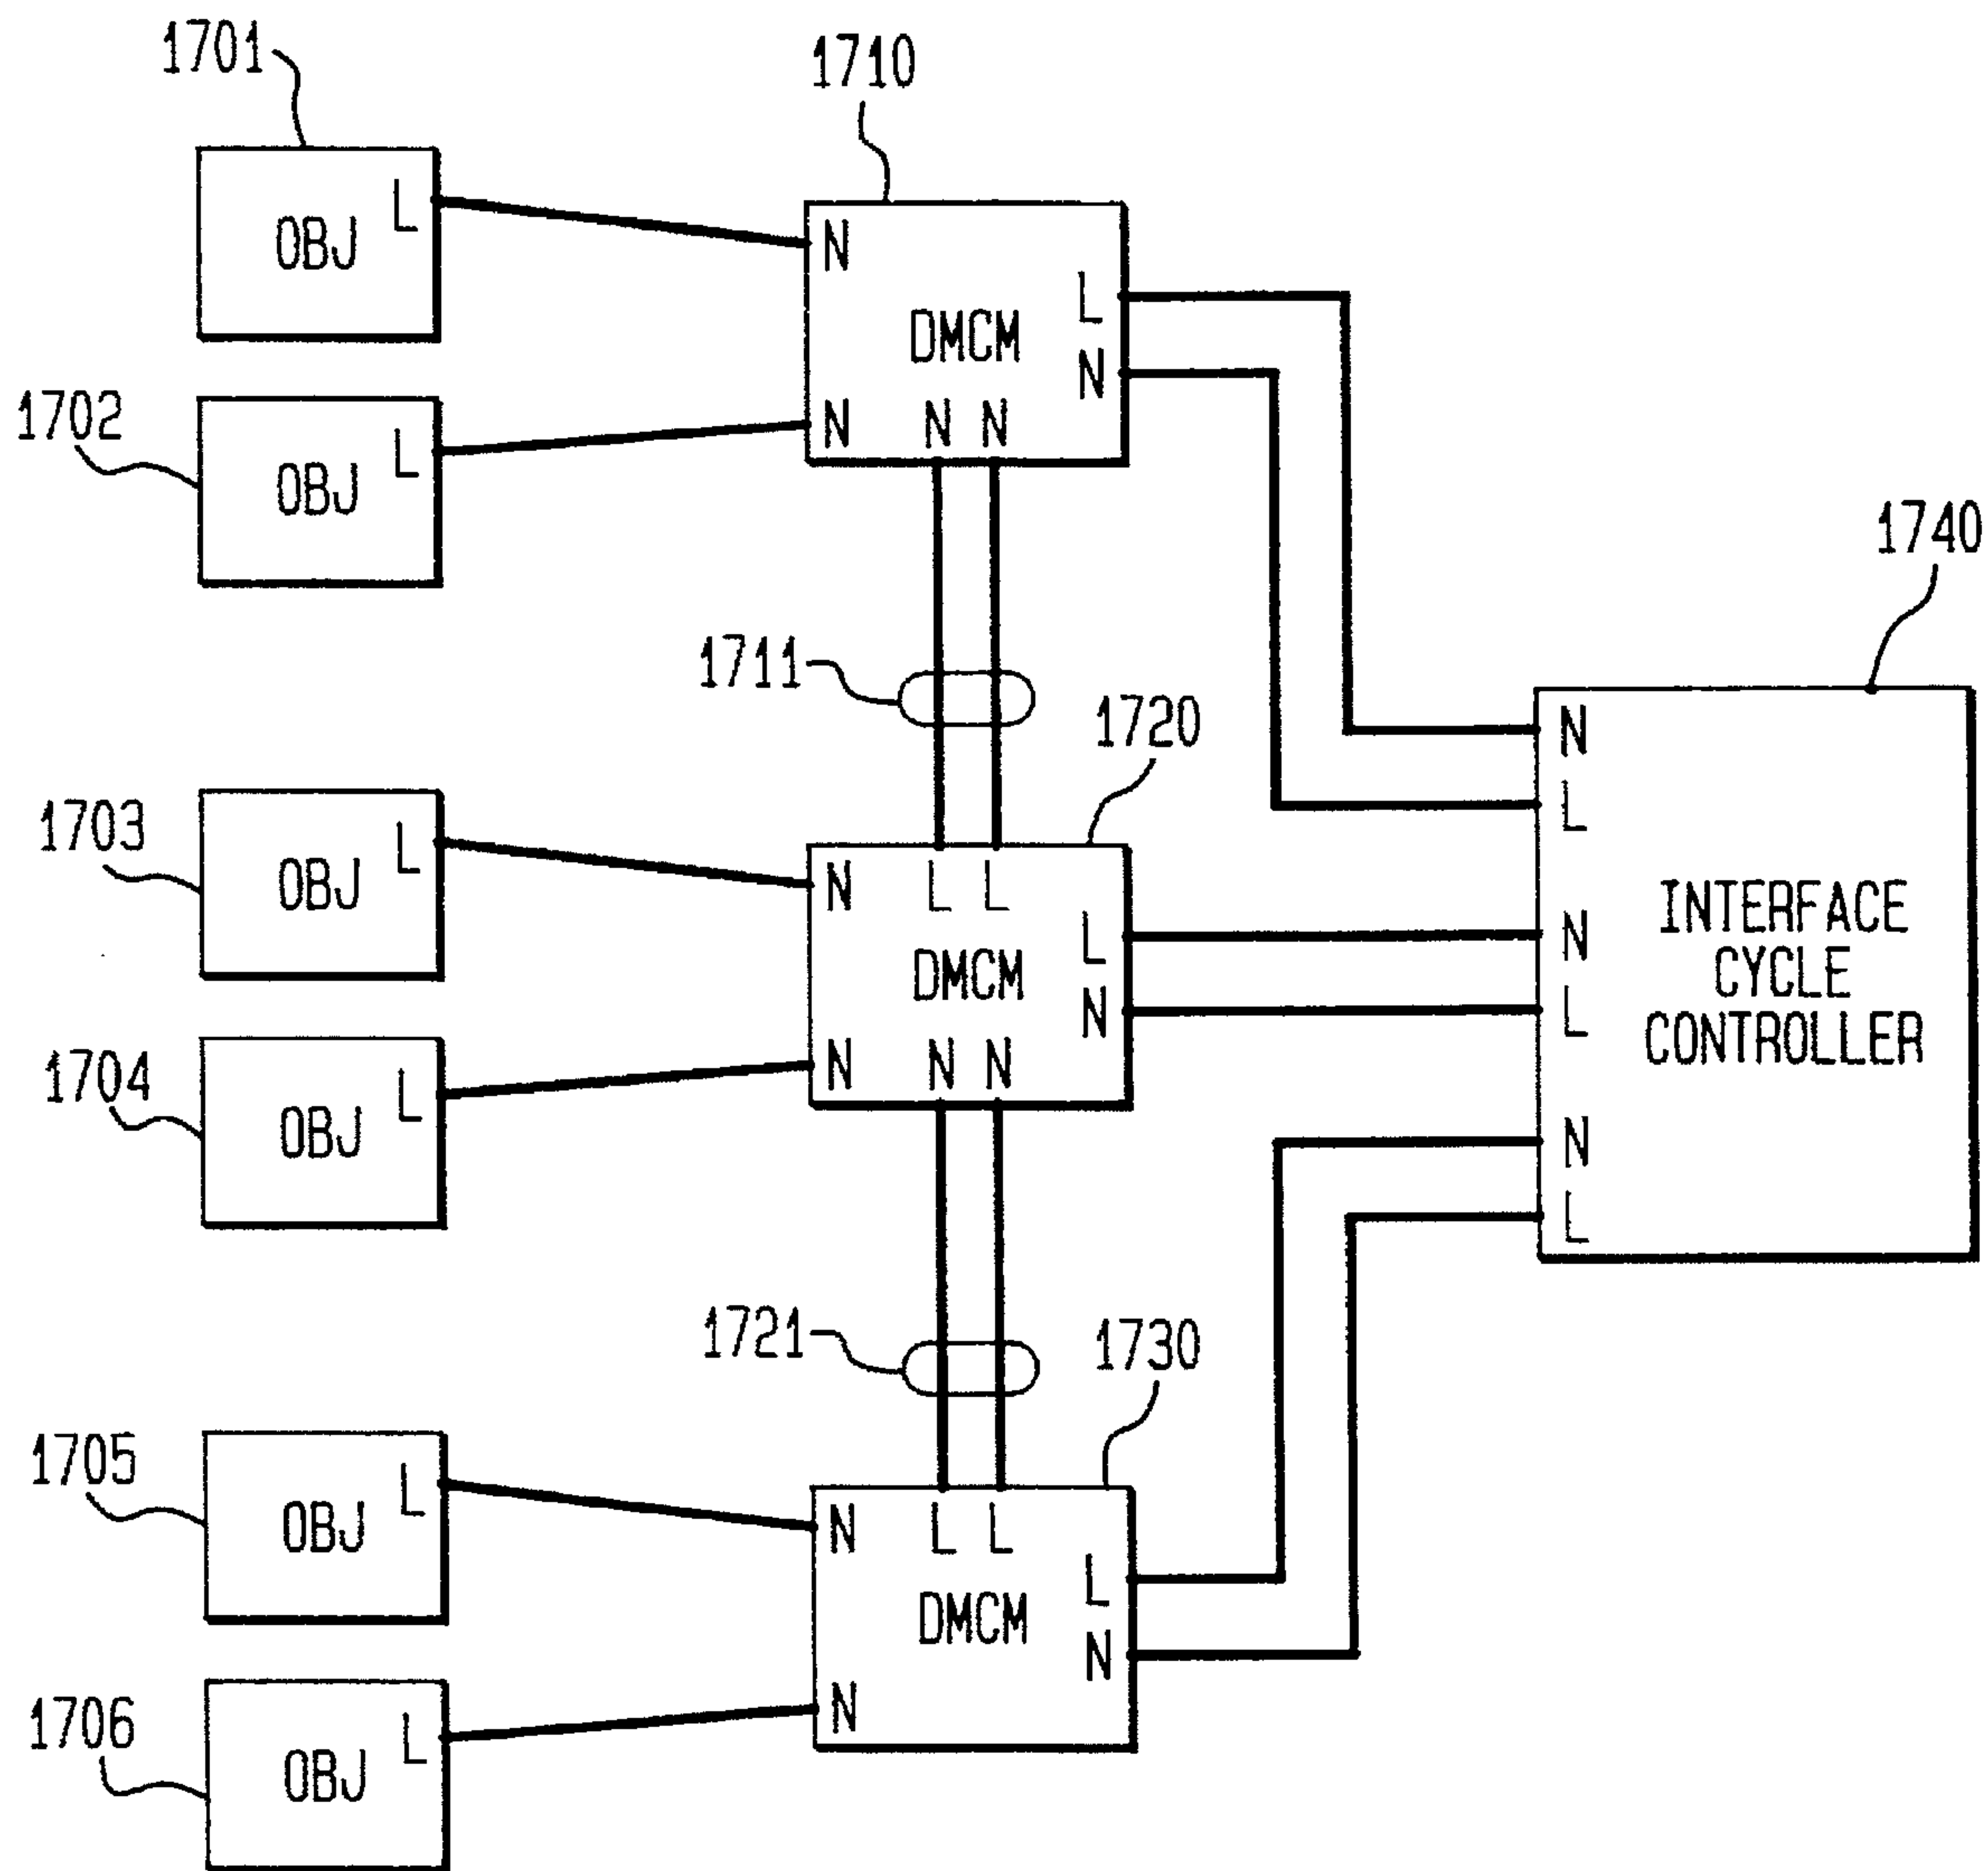 1701
1710
L
OBJ
N
L
DMCM
N
1702
L
N N N
OBJ
1740
1711
1720
N
L
1703
L
OBJ
N L L
L
N
INTERFACE
DMCM
CYCLE
N
L
CONTROLLER
1704
L
N N N
OBJ
N
L
1721
1730
1705
L
OBJ
N L L
L
DMCM
N
1706
L
N
OBJ